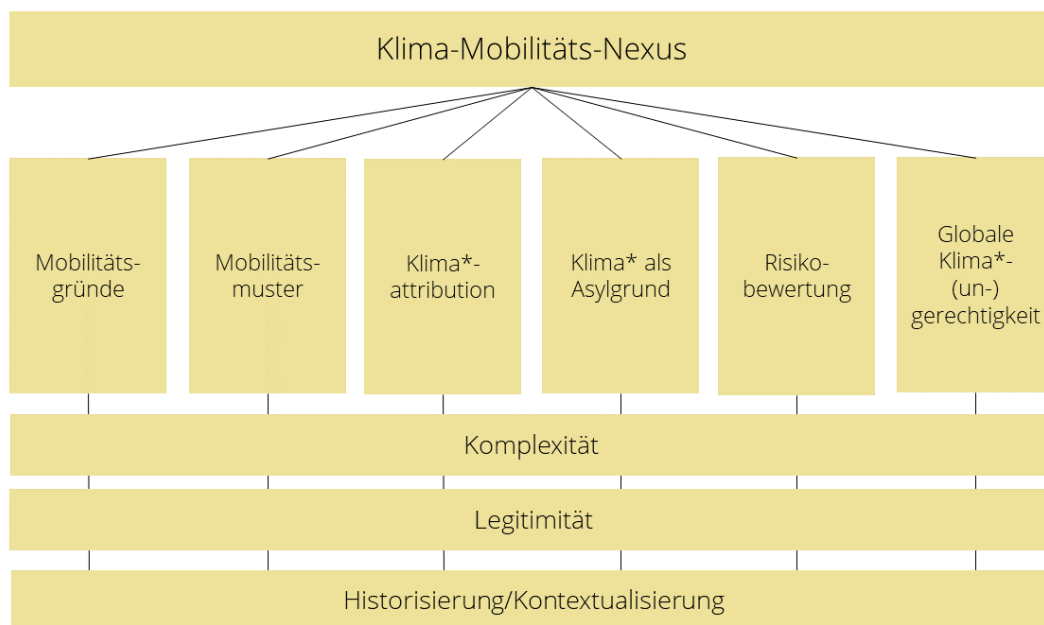 Klima-Mobilitäts-Nexus
Mobilitäts-
gründe
Mobilitäts-
muster
Klima*-
attribution
Klima* als
Asylgrund
Risiko-
bewertung
Globale
Klima*-
(un-)
gerechtigkeit
Komplexität
Legitimität
Historisierung/Kontextualisierung